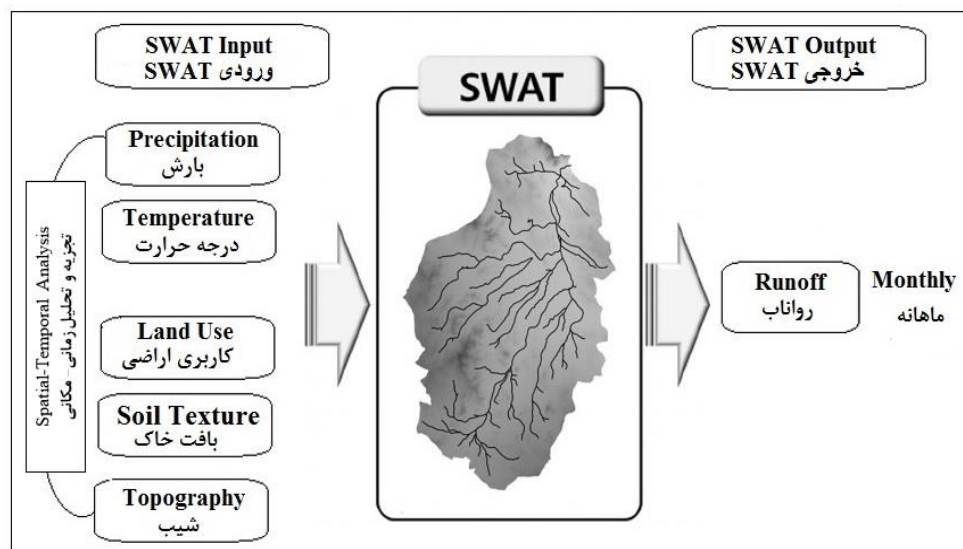 SWAT Input
ورودی SWAT
SWAT Output
خروجی SWAT
SWAT
Precipitation
بارش
Temperature
درجه حرارت
Land Use
کاربری اراضی
Soil Texture
بافت خاک
Topography
شیب
Spatial-Temporal Analysis
تجزیه و تحلیل زمانی - مکانی
Runoff
رواناب
Monthly
ماهانه